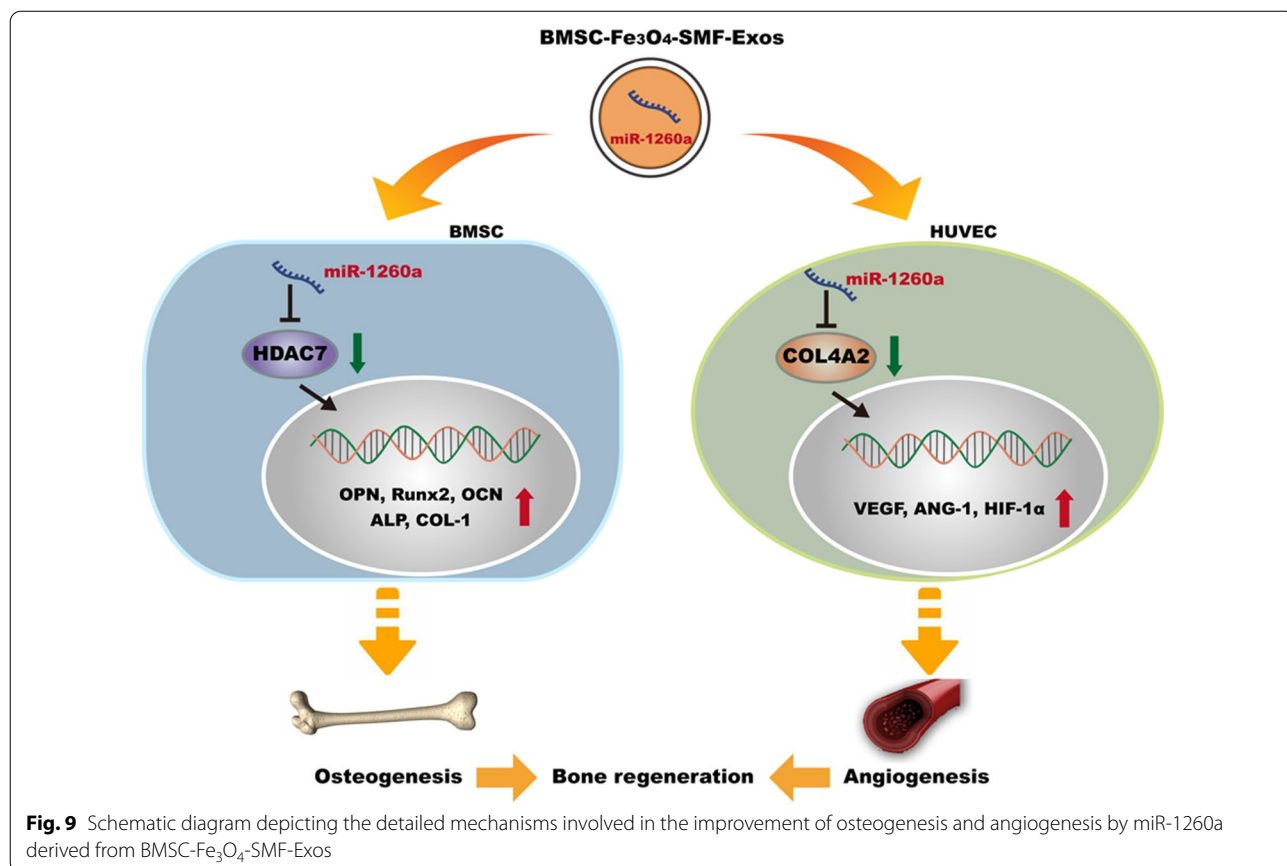 BMSC-Fe₃O₄-SMF-Exos
miR-1260a
BMSC
miR-1260a
HDAC7
OPN, Runx2, OCN
ALP, COL-1
HUVEC
miR-1260a
COL4A2
VEGF, ANG-1, HIF-1α
Osteogenesis
Bone regeneration
Angiogenesis
Fig. 9 Schematic diagram depicting the detailed mechanisms involved in the improvement of osteogenesis and angiogenesis by miR-1260a
derived from BMSC-Fe₃O₄-SMF-Exos